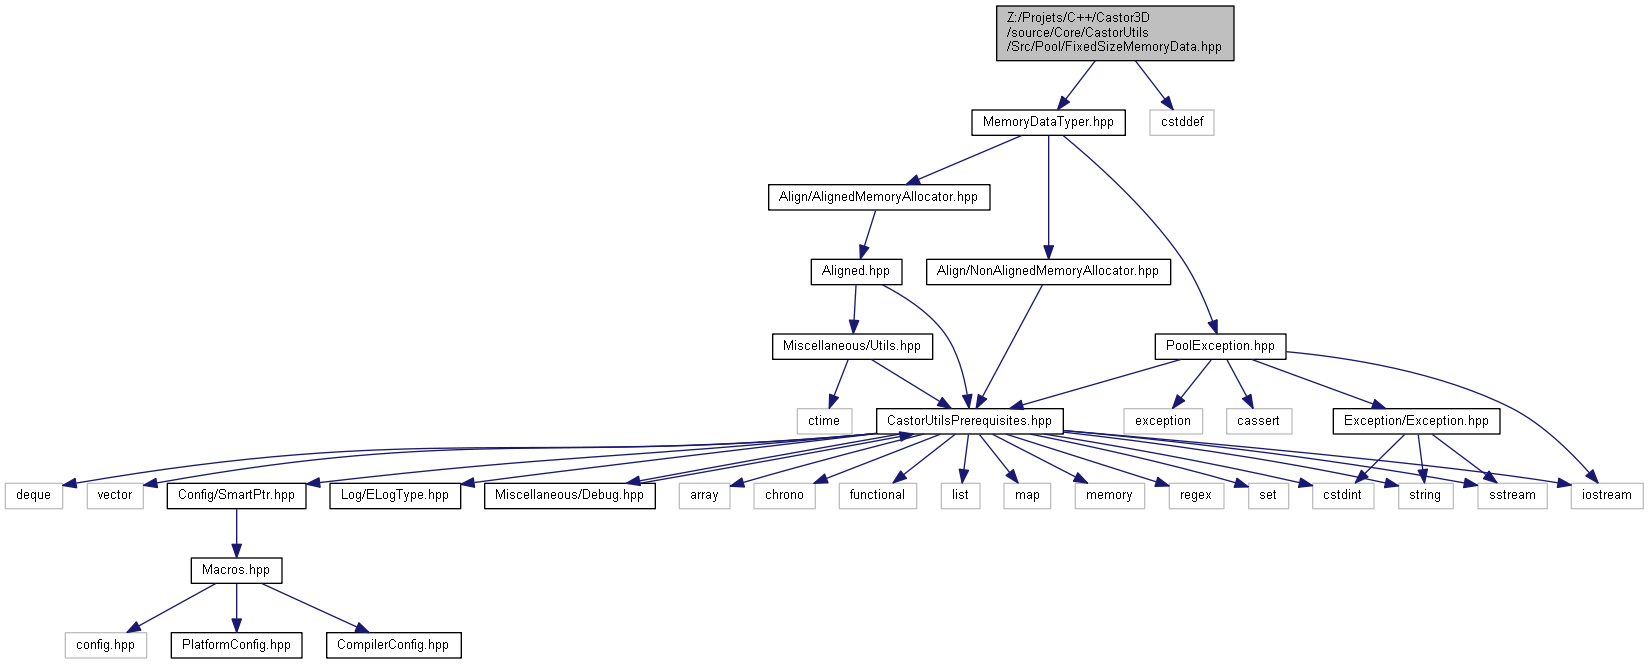 Z:/Projets/C++/Castor3D
/source/Core/CastorUtils
/Src/Pool/FixedSizeMemoryData.hpp
MemoryDataTyper.hpp
cstddef
Align/AlignedMemoryAllocator.hpp
Aligned.hpp
Align/NonAlignedMemoryAllocator.hpp
Miscellaneous/Utils.hpp
PoolException.hpp
ctime
CastorUtilsPrerequisites.hpp
exception
cassert
Exception/Exception.hpp
deque
vector
Config/SmartPtr.hpp
Log/ELogType.hpp
Miscellaneous/Debug.hpp
array
chrono
functional
list
map
memory
regex
set
cstdint
string
sstream
iostream
Macros.hpp
config.hpp
PlatformConfig.hpp
CompilerConfig.hpp